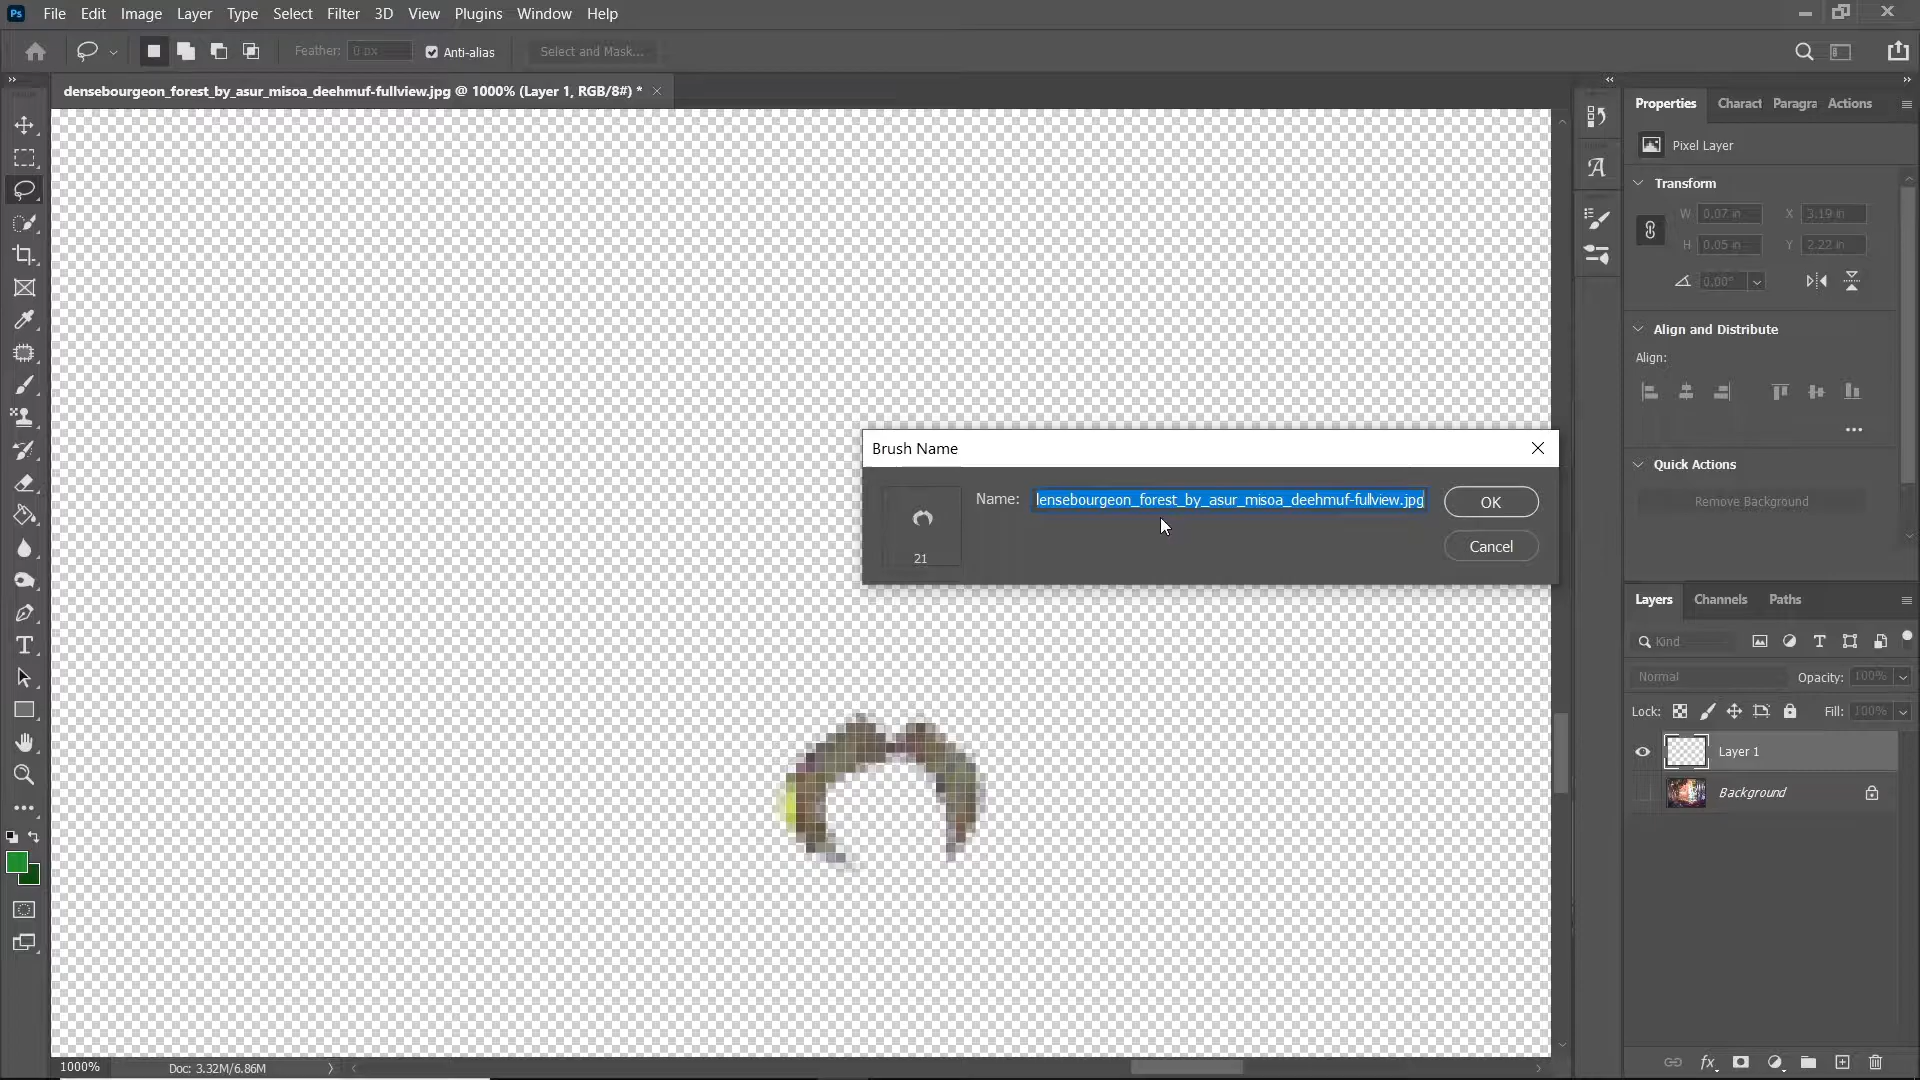 Ps File Edit Image Layer Type Select Filter 3D View Plugins Window Help
Feather: 0 px Anti-alias Select and Mask...
densebourgeon_forest_by_asur_misoa_deehmuf-fullview.jpg @ 1000% (Layer 1, RGB/8#) *
Properties Charact Paragra Actions
Pixel Layer
Transform
W 0.07 in X 3.19 in
H 0.05 in Y 2.22 in
0.00°
Align and Distribute
Align:
Quick Actions
Remove Background
Brush Name
Name: lensebourgeon_forest_by_asur_misoa_deehmuf-fullview.jpg OK
21
Cancel
Layers Channels Paths
Kind
Normal Opacity: 100%
Lock: Fill: 100%
Layer 1
Background
1000% Doc: 3.32M/6.86M